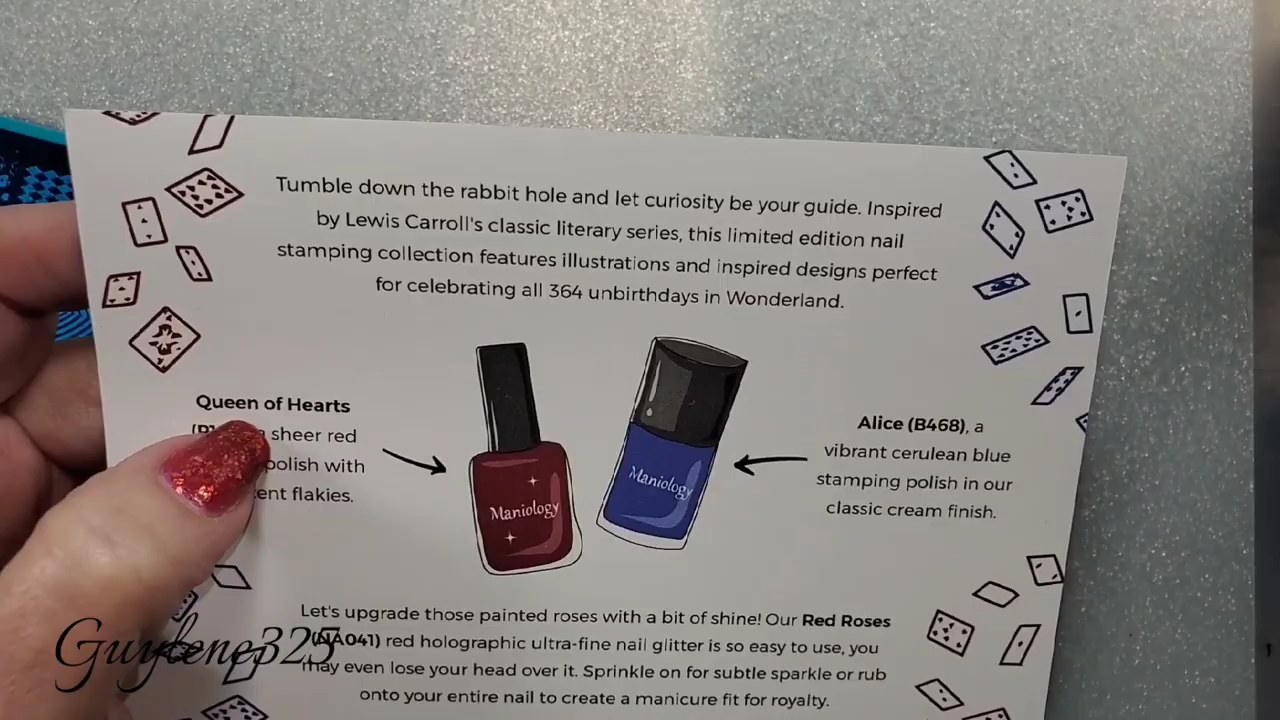 Tumble down the rabbit hole and let curiosity be your guide. Inspired
by Lewis Carroll's classic literary series, this limited edition nail
stamping collection features illustrations and inspired designs perfect
for celebrating all 364 unbirthdays in Wonderland.
Queen of Hearts
sheer red
polish with
flakies.
Maniology
Maniology
Alice (B468), a
vibrant cerulean blue
stamping polish in our
classic cream finish.
Let's upgrade those painted roses with a bit of shine! Our Red Roses
(NA041) red holographic ultra-fine nail glitter is so easy to use, you
may even lose your head over it. Sprinkle on for subtle sparkle or rub
onto your entire nail to create a manicure fit for royalty.
Guylene325